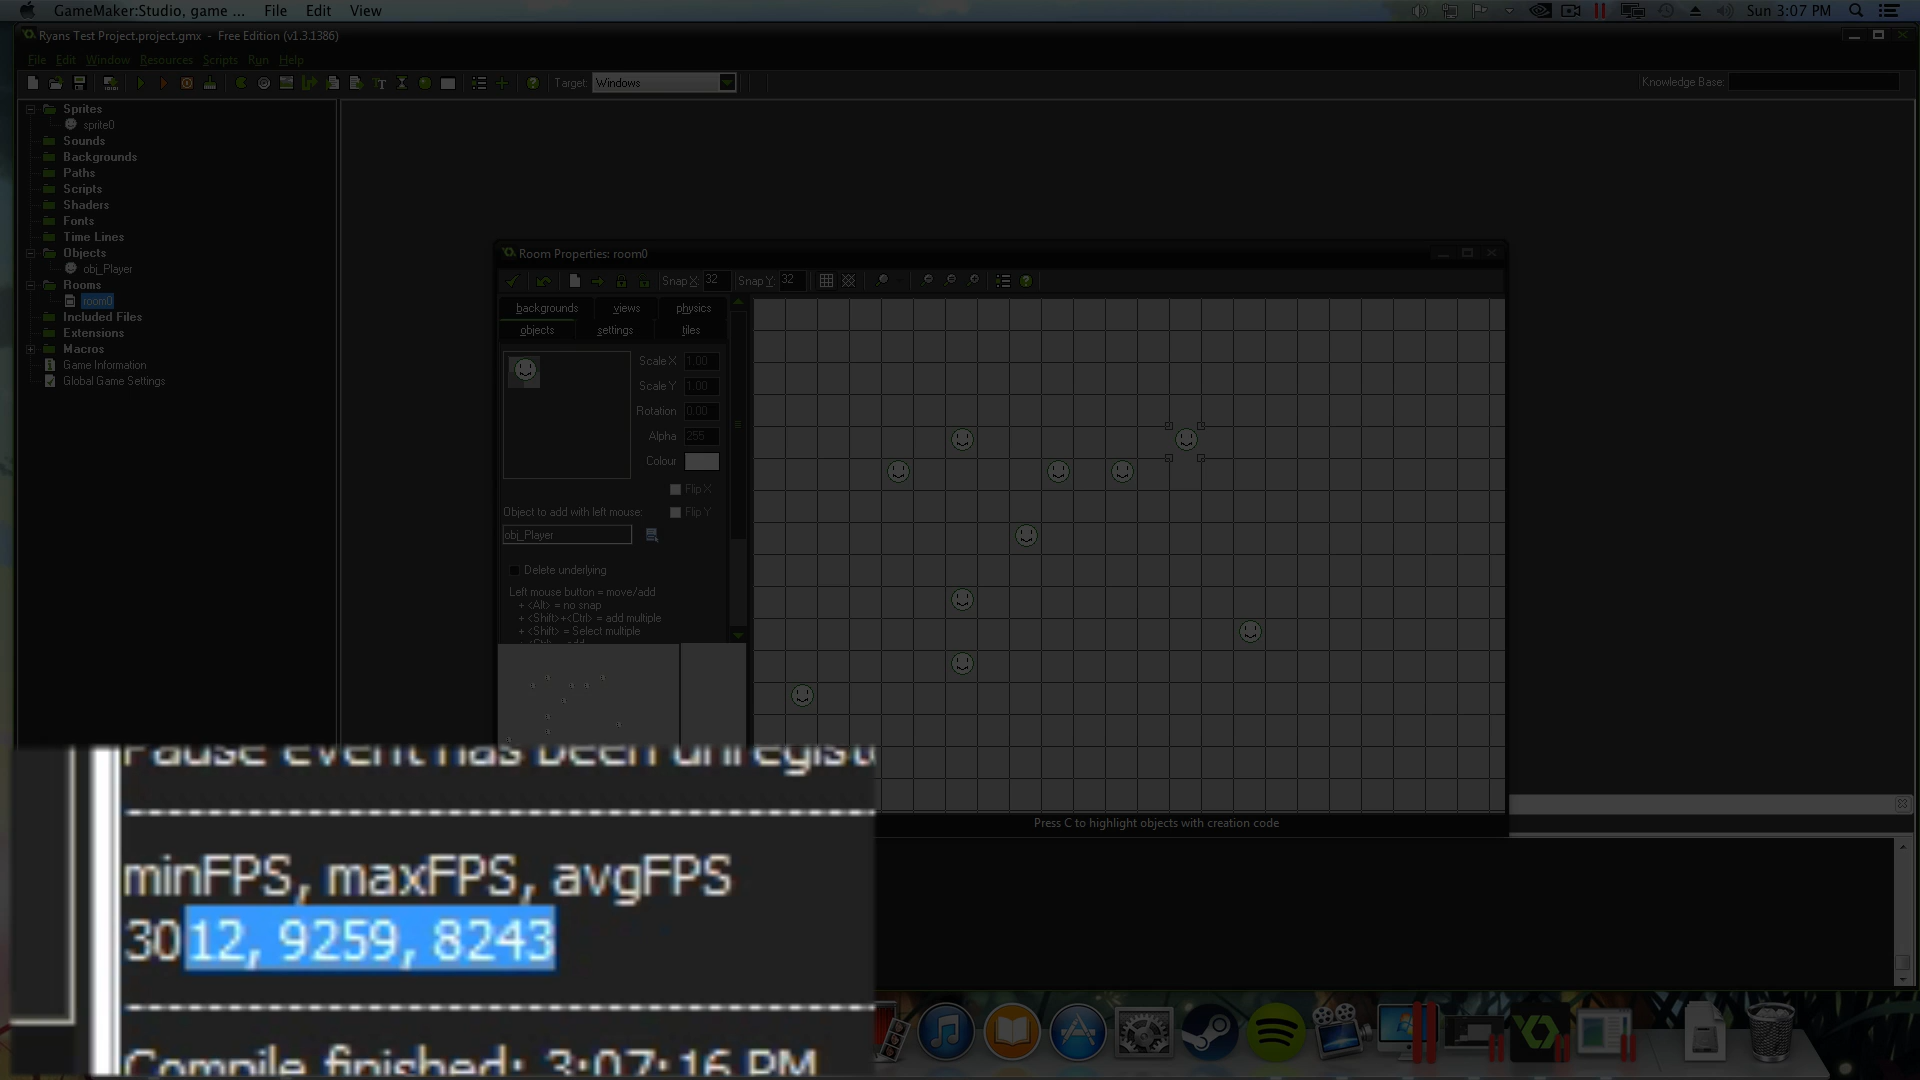 GameMaker:Studio, game ... File Edit View
Sun 3:07 PM
Ryans Test Project.project.gmx - Free Edition (v1.3.1386)
File Edit Window Resources Scripts Run Help
Target: Windows
Knowledge Base:
Sprites
sprite0
Sounds
Backgrounds
Paths
Scripts
Shaders
Fonts
Time Lines
Objects
obj_Player
Rooms
room0
Included Files
Extensions
Macros
Game Information
Global Game Settings
Room Properties: room0
Snap X: 32 Snap Y: 32
backgrounds views physics
objects settings tiles
Scale X 1.00
Scale Y 1.00
Rotation 0.00
Alpha 255
Colour
Flip X
Object to add with left mouse:
Flip Y
obj_Player
Delete underlying
Left mouse button = move/add
+ <Alt> = no snap
+ <Shift>+<Ctrl> = add multiple
+ <Shift> = Select multiple
Press C to highlight objects with creation code
Pause event has been unregist
minFPS, maxFPS, avgFPS
3012, 9259, 8243
Compile finished: 3:07:16 PM